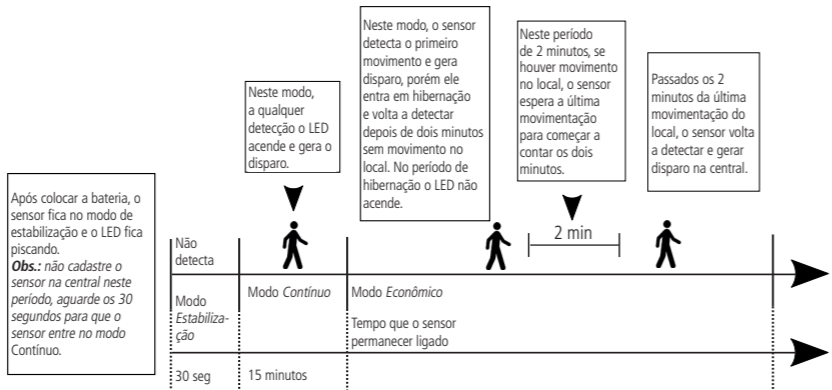 Após colocar a bateria, o
sensor fica no modo de
estabilização e o LED fica
piscando.
Obs.: não cadastre o
sensor na central neste
período, aguarde os 30
segundos para que o
sensor entre no modo
Contínuo.
Neste modo,
a qualquer
detecção o LED
acende e gera o
disparo.
Neste modo, o sensor
detecta o primeiro
movimento e gera
disparo, porém ele
entra em hibernação
e volta a detectar
depois de dois minutos
sem movimento no
local. No período de
hibernação o LED não
acende.
Neste período
de 2 minutos, se
houver movimento
no local, o sensor
espera a última
movimentação
para começar a
contar os dois
minutos.
Passados os 2
minutos da última
movimentação do
local, o sensor volta
a detectar e gerar
disparo na central.
Não
detecta
2 min
Modo
Estabiliza-
ção
Modo Contínuo
Modo Econômico
Tempo que o sensor
permanecer ligado
30 seg
15 minutos